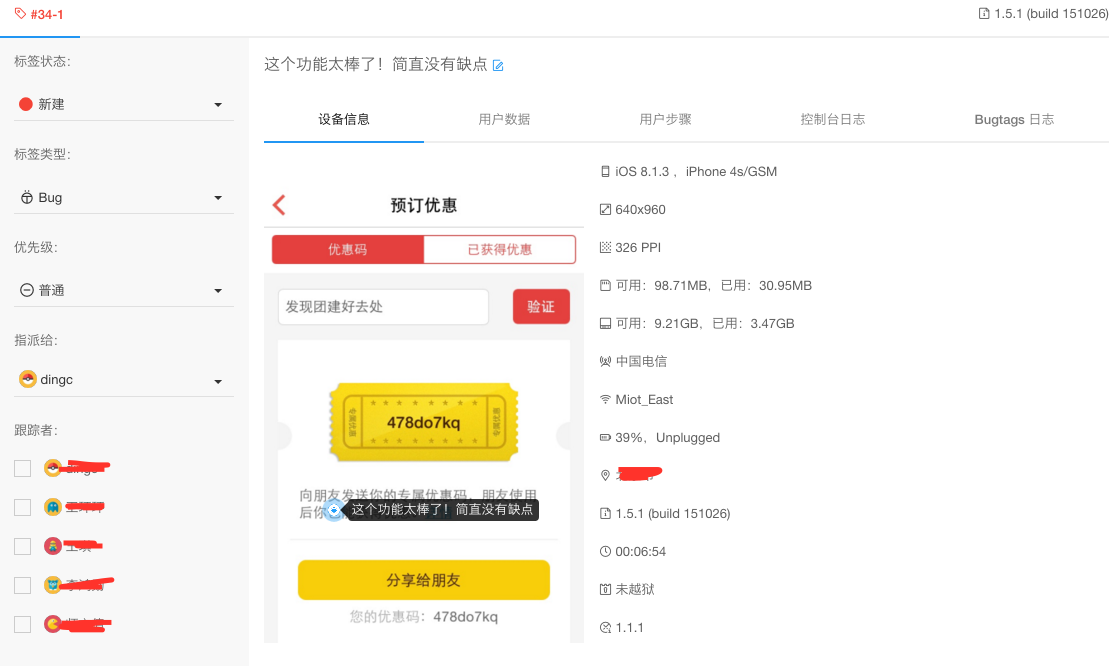 #34-1
1.5.1 (build 151026)
标签状态：
新建
标签类型：
Bug
优先级：
普通
指派给：
dingc
跟踪者：
这个功能太棒了！简直没有缺点
设备信息
用户数据
用户步骤
控制台日志
Bugtags 日志
预订优惠
优惠码
已获得优惠
发现团建好去处
验证
专属优惠
478do7kq
专属优惠
向朋友发送你的专属优惠码，朋友使用
后你
这个功能太棒了！简直没有缺点
分享给朋友
您的优惠码：478do7kq
iOS 8.1.3 ，iPhone 4s/GSM
640x960
326 PPI
可用：98.71MB，已用：30.95MB
可用：9.21GB，已用：3.47GB
中国电信
Miot_East
39%，Unplugged
1.5.1 (build 151026)
00:06:54
未越狱
1.1.1